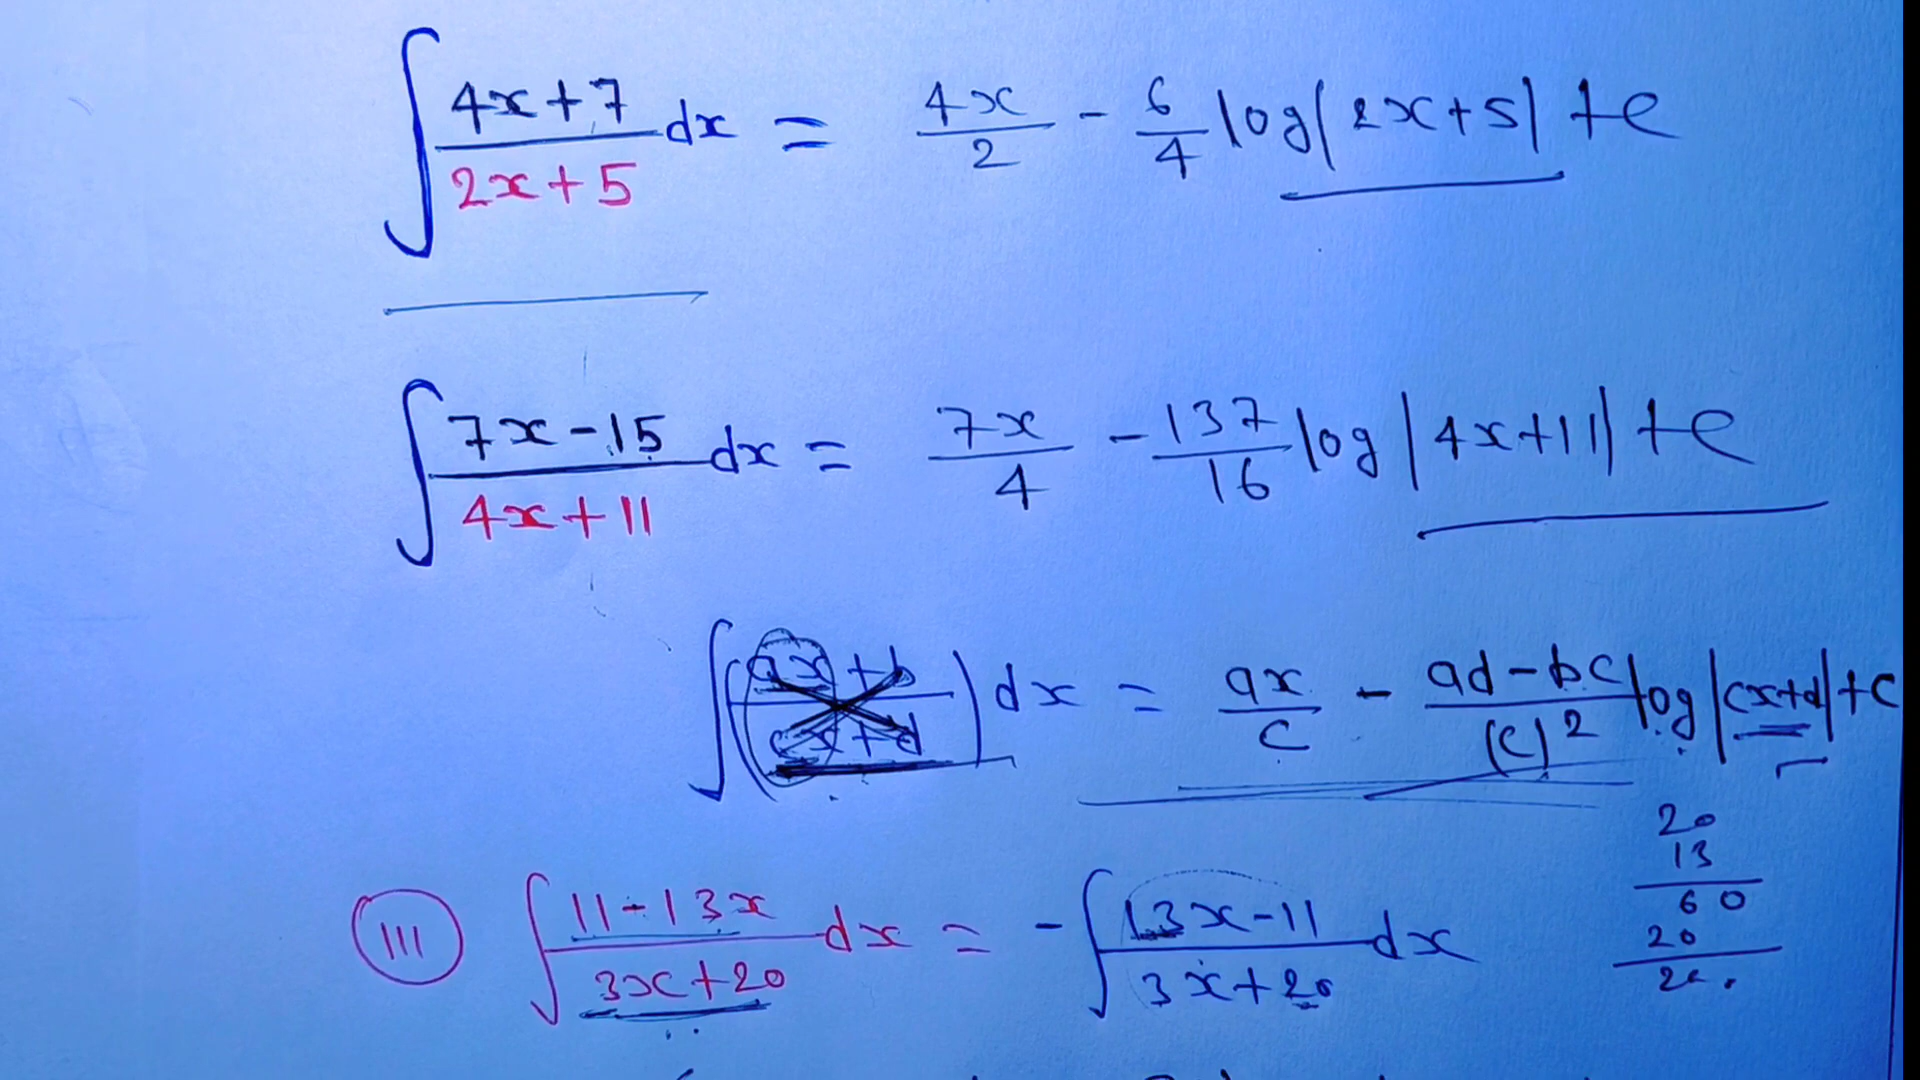 ∫ (4x+7)/(2x+5) dx = 4x/2 - 6/4 log|2x+5| + c
∫ (7x-15)/(4x+11) dx = 7x/4 - 137/16 log|4x+11| + c
∫ ((ax+b)/(cx+d)) dx = ax/c - (ad-bc)/(c)² log|cx+d| + c
(III) ∫ (11-13x)/(3x+20) dx = - ∫ (13x-11)/(3x+20) dx
20
13
60
20